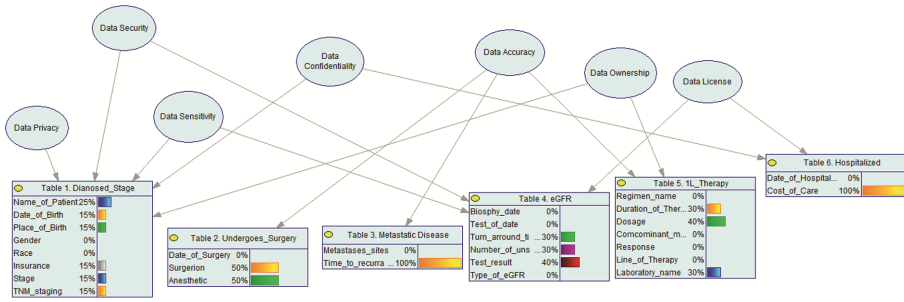 Data Security
Data Confidentiality
Data Accuracy
Data Ownership
Data License
Data Privacy
Data Sensitivity
Table 1. Dianosed_Stage
Name_of_Patient 25%
Date_of_Birth 15%
Place_of_Birth 15%
Gender 0%
Race 0%
Insurance 15%
Stage 15%
TNM_staging 15%
Table 2. Undergoes_Surgery
Date_of_Surgery 0%
Surgerion 50%
Anesthetic 50%
Table 3. Metastatic Disease
Metastases_sites 0%
Time_to_recurra ... 100%
Table 4. eGFR
Biosphy_date 0%
Test_of_date 0%
Turn_arround_ti ... 30%
Number_of_uns ... 30%
Test_result 40%
Type_of_eGFR 0%
Table 5. 1L_Therapy
Regimen_name 0%
Duration_of_Ther... 30%
Dosage 40%
Comcominant_m... 0%
Response 0%
Line_of_Therapy 0%
Laboratory_name 30%
Table 6. Hospitalized
Date_of_Hospital... 0%
Cost_of_Care 100%